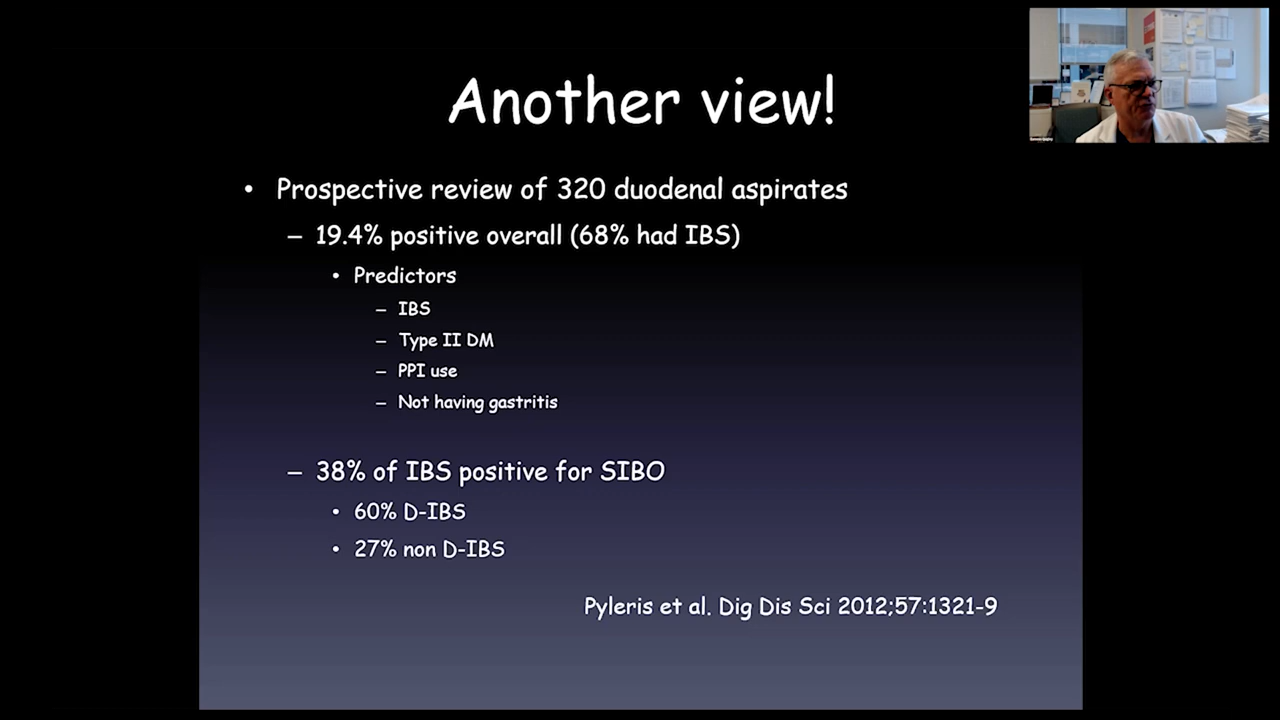 Another view!
• Prospective review of 320 duodenal aspirates
– 19.4% positive overall (68% had IBS)
• Predictors
– IBS
– Type II DM
– PPI use
– Not having gastritis
– 38% of IBS positive for SIBO
• 60% D-IBS
• 27% non D-IBS
Pyleris et al. Dig Dis Sci 2012;57:1321-9